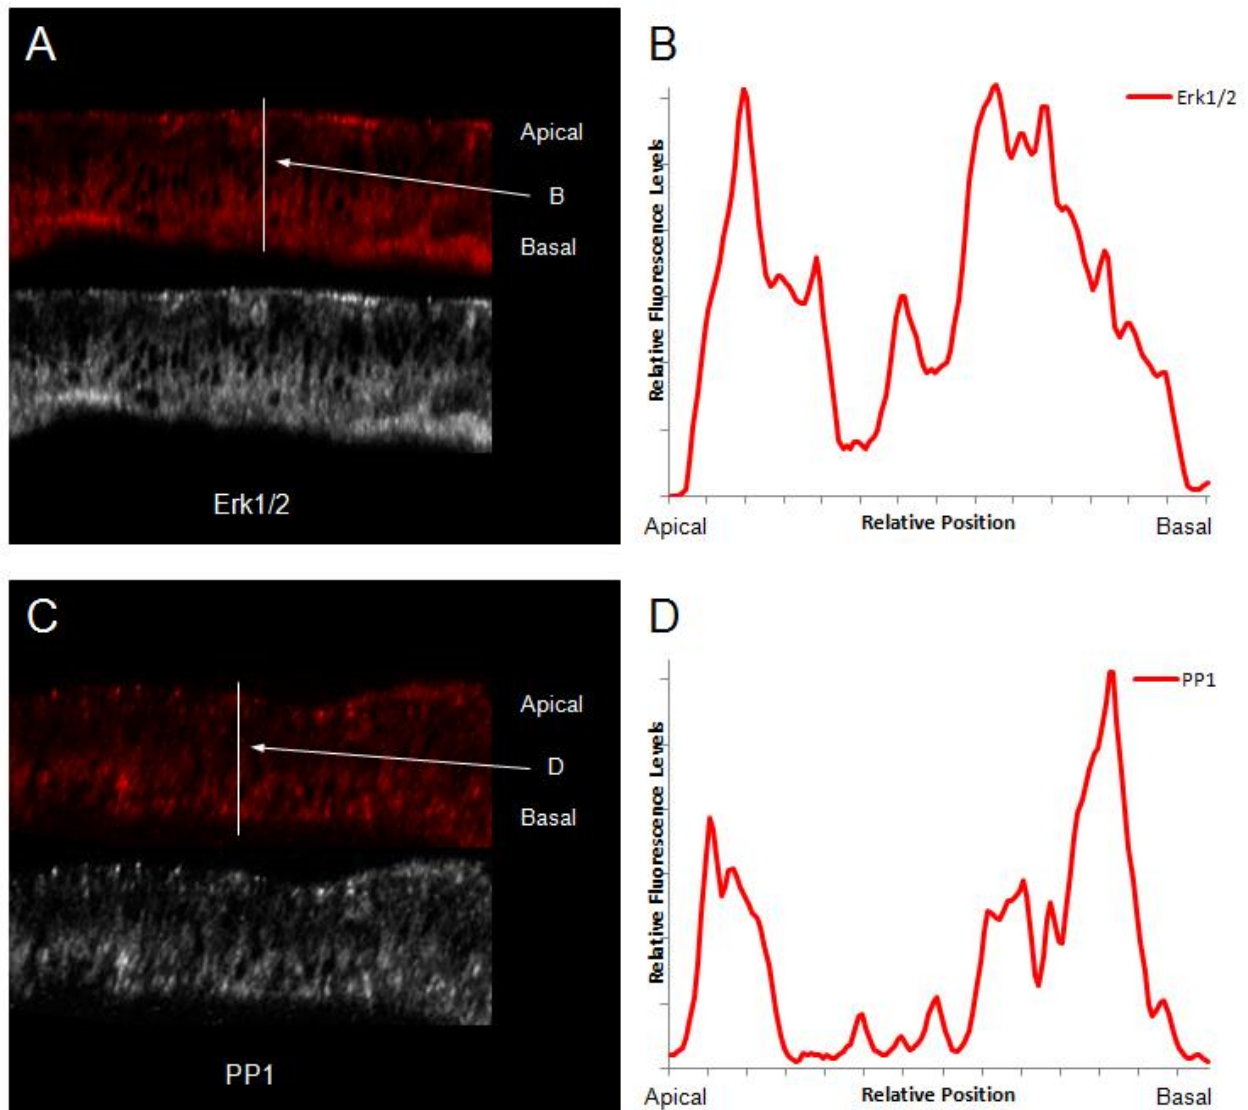 A
Apical
B
Basal
Erk1/2
B
Relative Fluorescence Levels
Erk1/2
Apical
Relative Position
Basal
C
Apical
D
Basal
PP1
D
Relative Fluorescence Levels
PP1
Apical
Relative Position
Basal